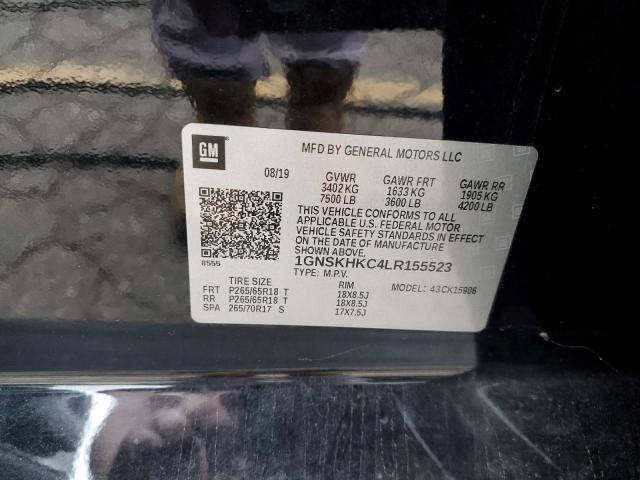 GM
MFD BY GENERAL MOTORS LLC
08/19 GVWR GAWR FRT GAWR RR
3402 KG 1633 KG 1905 KG
7500 LB 3600 LB 4200 LB
THIS VEHICLE CONFORMS TO ALL
APPLICABLE U.S. FEDERAL MOTOR
VEHICLE SAFETY STANDARDS IN EFFECT
ON THE DATE OF MANUFACTURE SHOWN ABOVE.
8555 1GNSKHKC4LR155523
TYPE: M.P.V.
TIRE SIZE RIM MODEL: 43CK15906
FRT P265/65R18 T 18X8.5J
RR P265/65R18 T 18X8.5J
SPA 265/70R17 S 17X7.5J